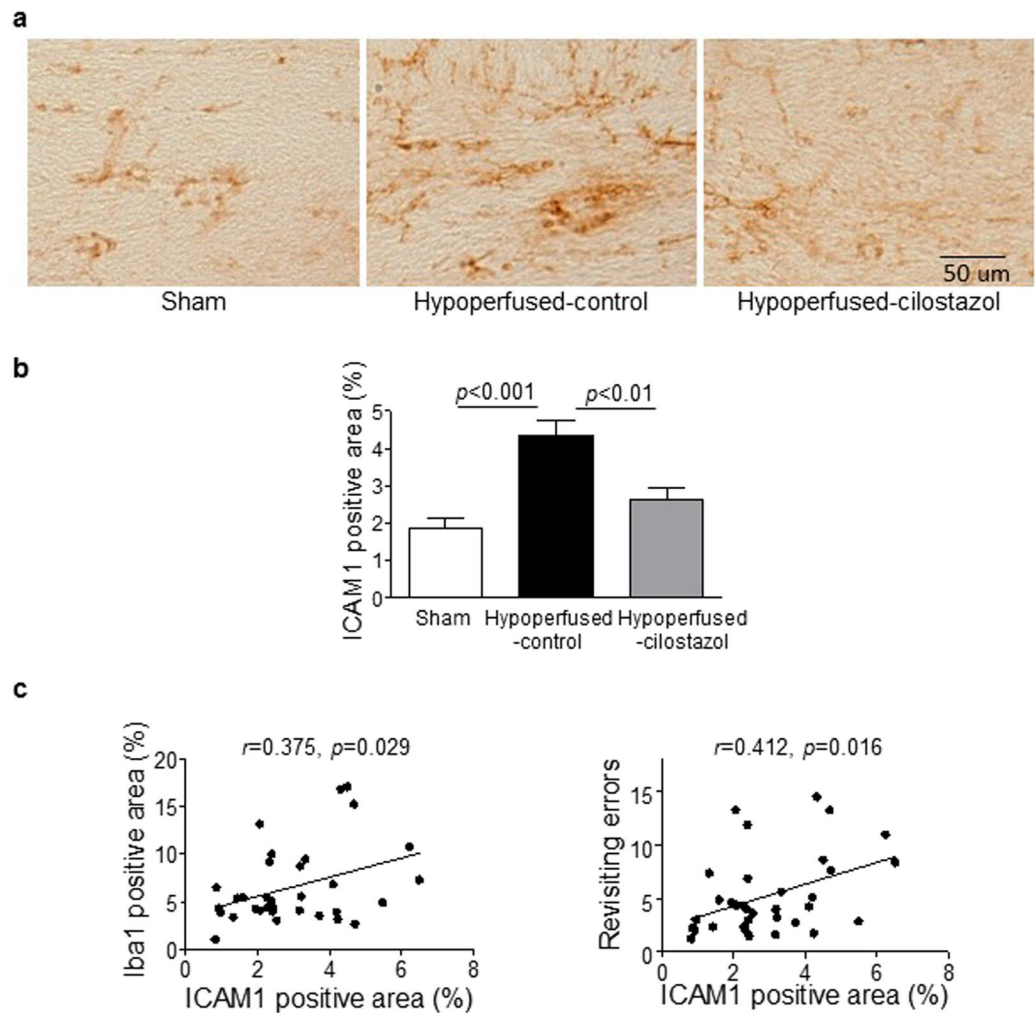 a
50 um
Sham Hypoperfused-control Hypoperfused-cilostazol
b
ICAM1 positive area (%)
p<0.001 p<0.01
5
4
3
2
1
0
Sham Hypoperfused Hypoperfused
-control -cilostazol
c
Iba1 positive area (%)
r=0.375, p=0.029
20
15
10
5
0
0 2 4 6 8
ICAM1 positive area (%)
Revisiting errors
r=0.412, p=0.016
15
10
5
0
0 2 4 6 8
ICAM1 positive area (%)